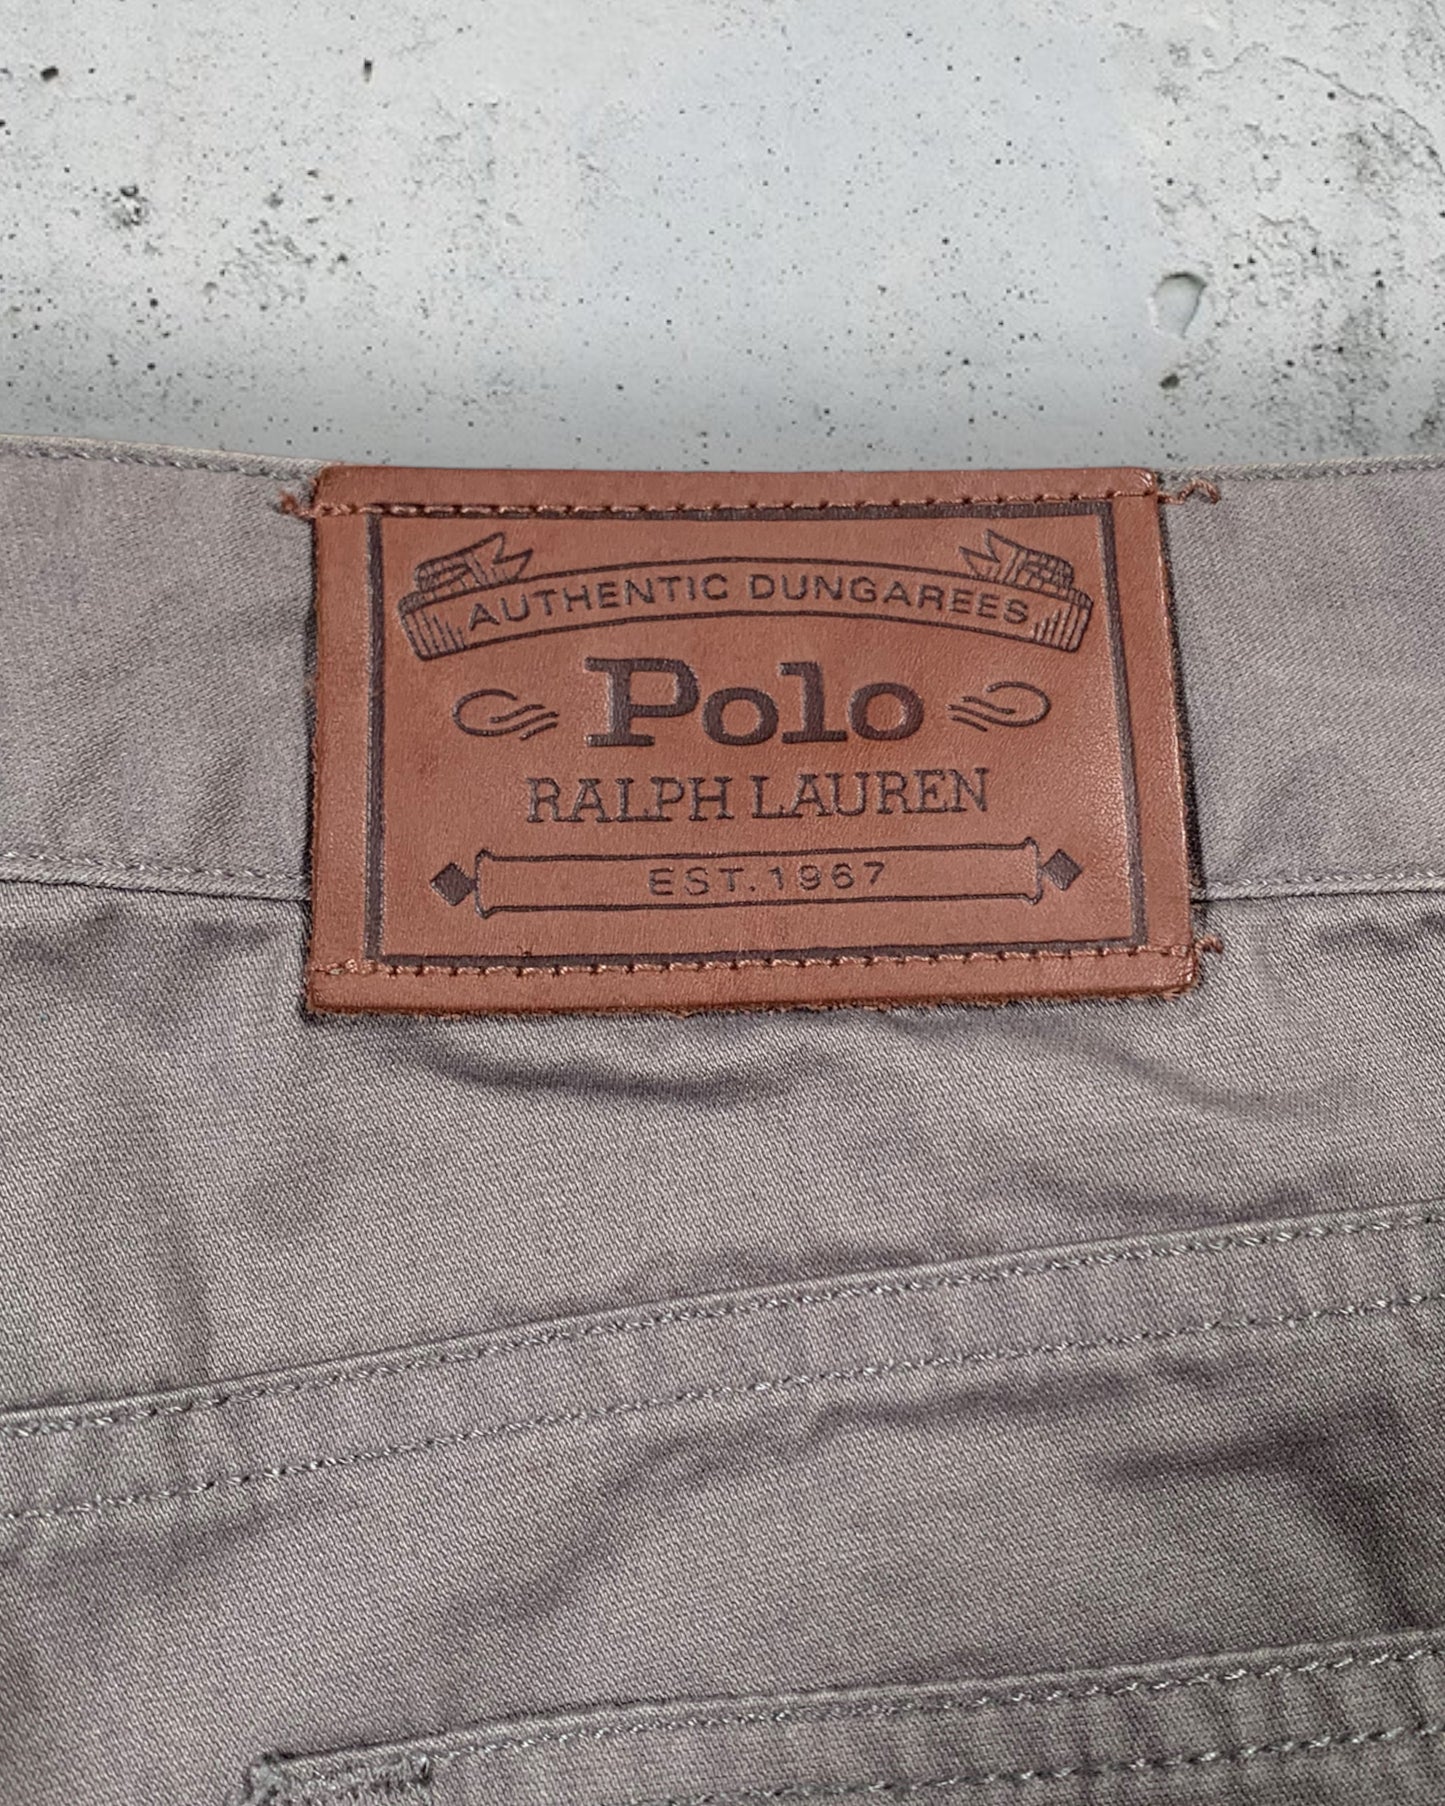 AUTHENTIC DUNGAREES
Polo
RALPH LAUREN
EST. 1967